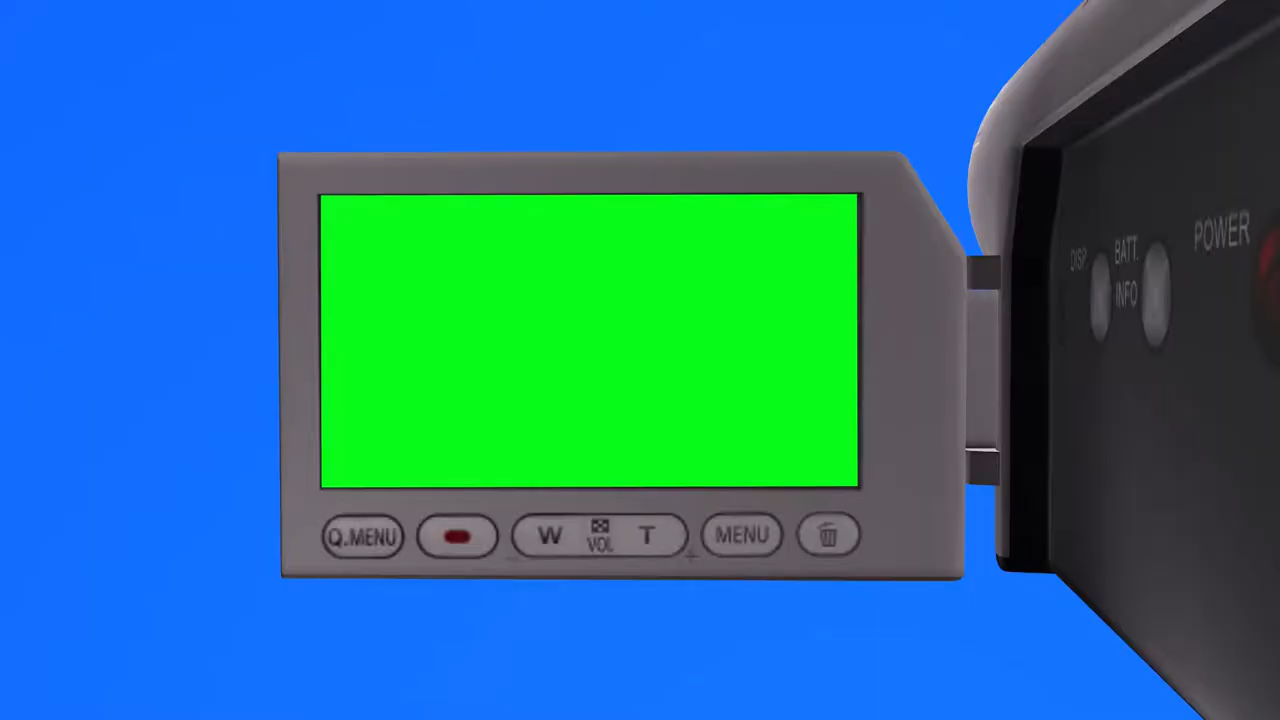 DISP.
BATT.
INFO
POWER
Q.MENU
W
VOL
T
MENU